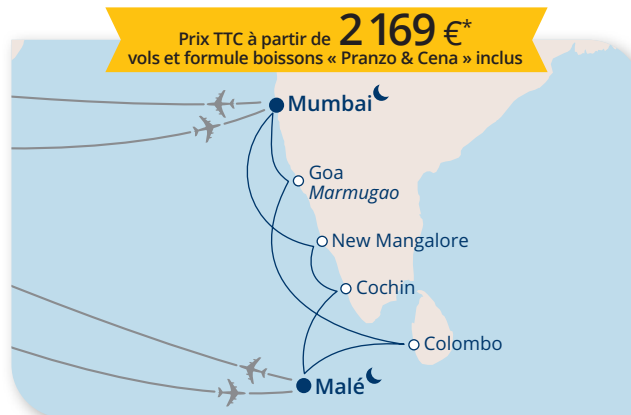 Prix TTC à partir de 2 169 €*
vols et formule boissons « Pranzo & Cena » inclus
Mumbai
Goa
Marmugao
New Mangalore
Cochin
Colombo
Malé